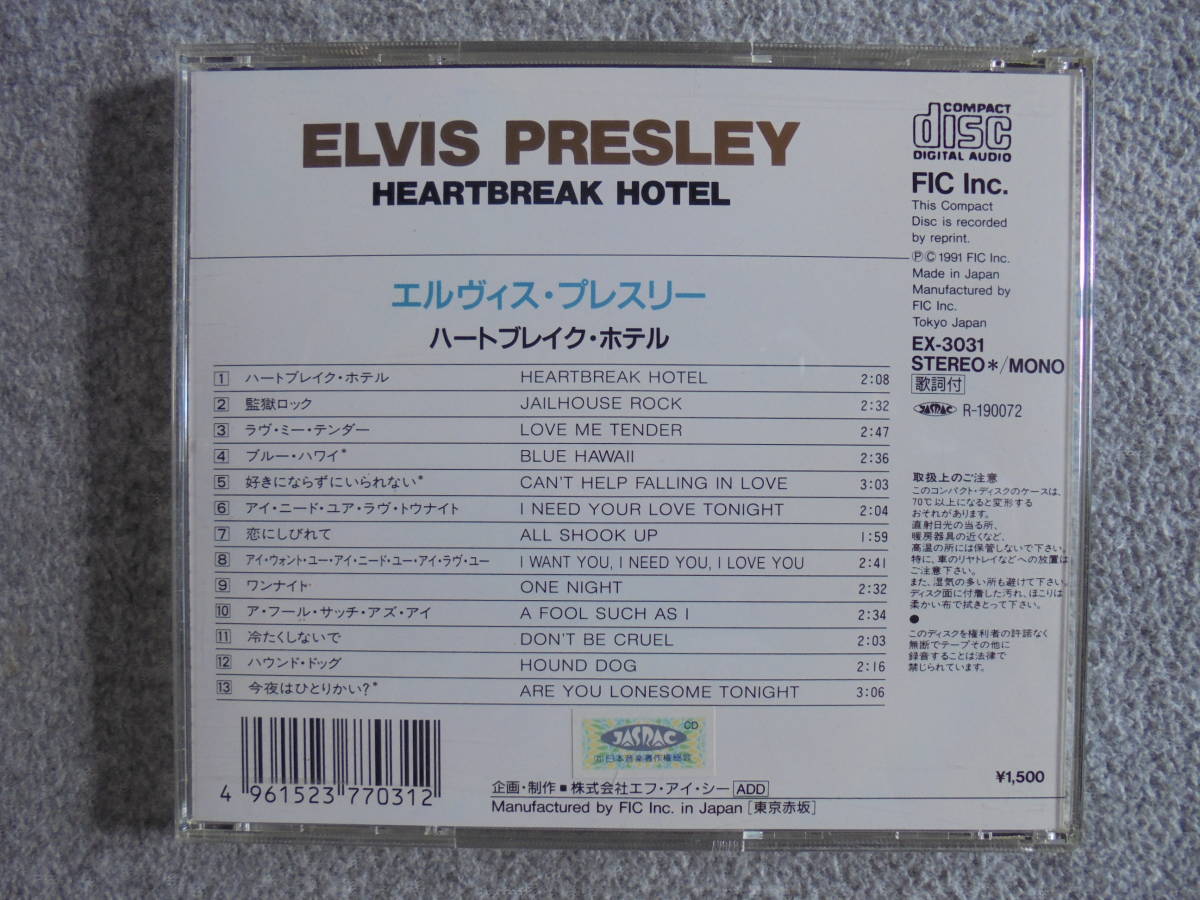 ELVIS PRESLEY
HEARTBREAK HOTEL
エルヴィス・プレスリー
ハートブレイク・ホテル
1 ハートブレイク・ホテル HEARTBREAK HOTEL 2:08
2 監獄ロック JAILHOUSE ROCK 2:32
3 ラヴ・ミー・テンダー LOVE ME TENDER 2:47
4 ブルー・ハワイ* BLUE HAWAII 2:36
5 好きにならずにいられない* CAN'T HELP FALLING IN LOVE 3:03
6 アイ・ニード・ユア・ラヴ・トウナイト I NEED YOUR LOVE TONIGHT 2:04
7 恋にしびれて ALL SHOOK UP 1:59
8 アイ・ウォント・ユー・アイ・ニード・ユー・アイ・ラヴ・ユー I WANT YOU, I NEED YOU, I LOVE YOU 2:41
9 ワンナイト ONE NIGHT 2:32
10 ア・フール・サッチ・アズ・アイ A FOOL SUCH AS I 2:34
11 冷たくしないで DON'T BE CRUEL 2:03
12 ハウンド・ドッグ HOUND DOG 2:16
13 今夜はひとりかい?* ARE YOU LONESOME TONIGHT 3:06
COMPACT
disc
DIGITAL AUDIO
FIC Inc.
This Compact
Disc is recorded
by reprint.
ⓅⒸ 1991 FIC Inc.
Made in Japan
Manufactured by
FIC Inc.
Tokyo Japan
EX-3031
STEREO*/MONO
歌詞付
JASRAC R-190072
取扱上のご注意
このコンパクト・ディスクのケースは、
70℃以上になると変形する
おそれがあります。
直射日光の当る所、
暖房器具の近くなど、
高温の所には保管しないで下さい。
特に、車のリヤトレイなどへの放置は
ご注意下さい。
また、湿気の多い所も避けて下さい。
ディスク面に付着した汚れ、ほこりは
柔かい布で拭きとって下さい。
●
このディスクを権利者の許諾なく
無断でテープその他に
録音することは法律で
禁じられています。
¥1,500
CD
JASRAC
4 961523 770312
企画・制作■株式会社エフ・アイ・シー ADD
Manufactured by FIC Inc. in Japan [東京赤坂]